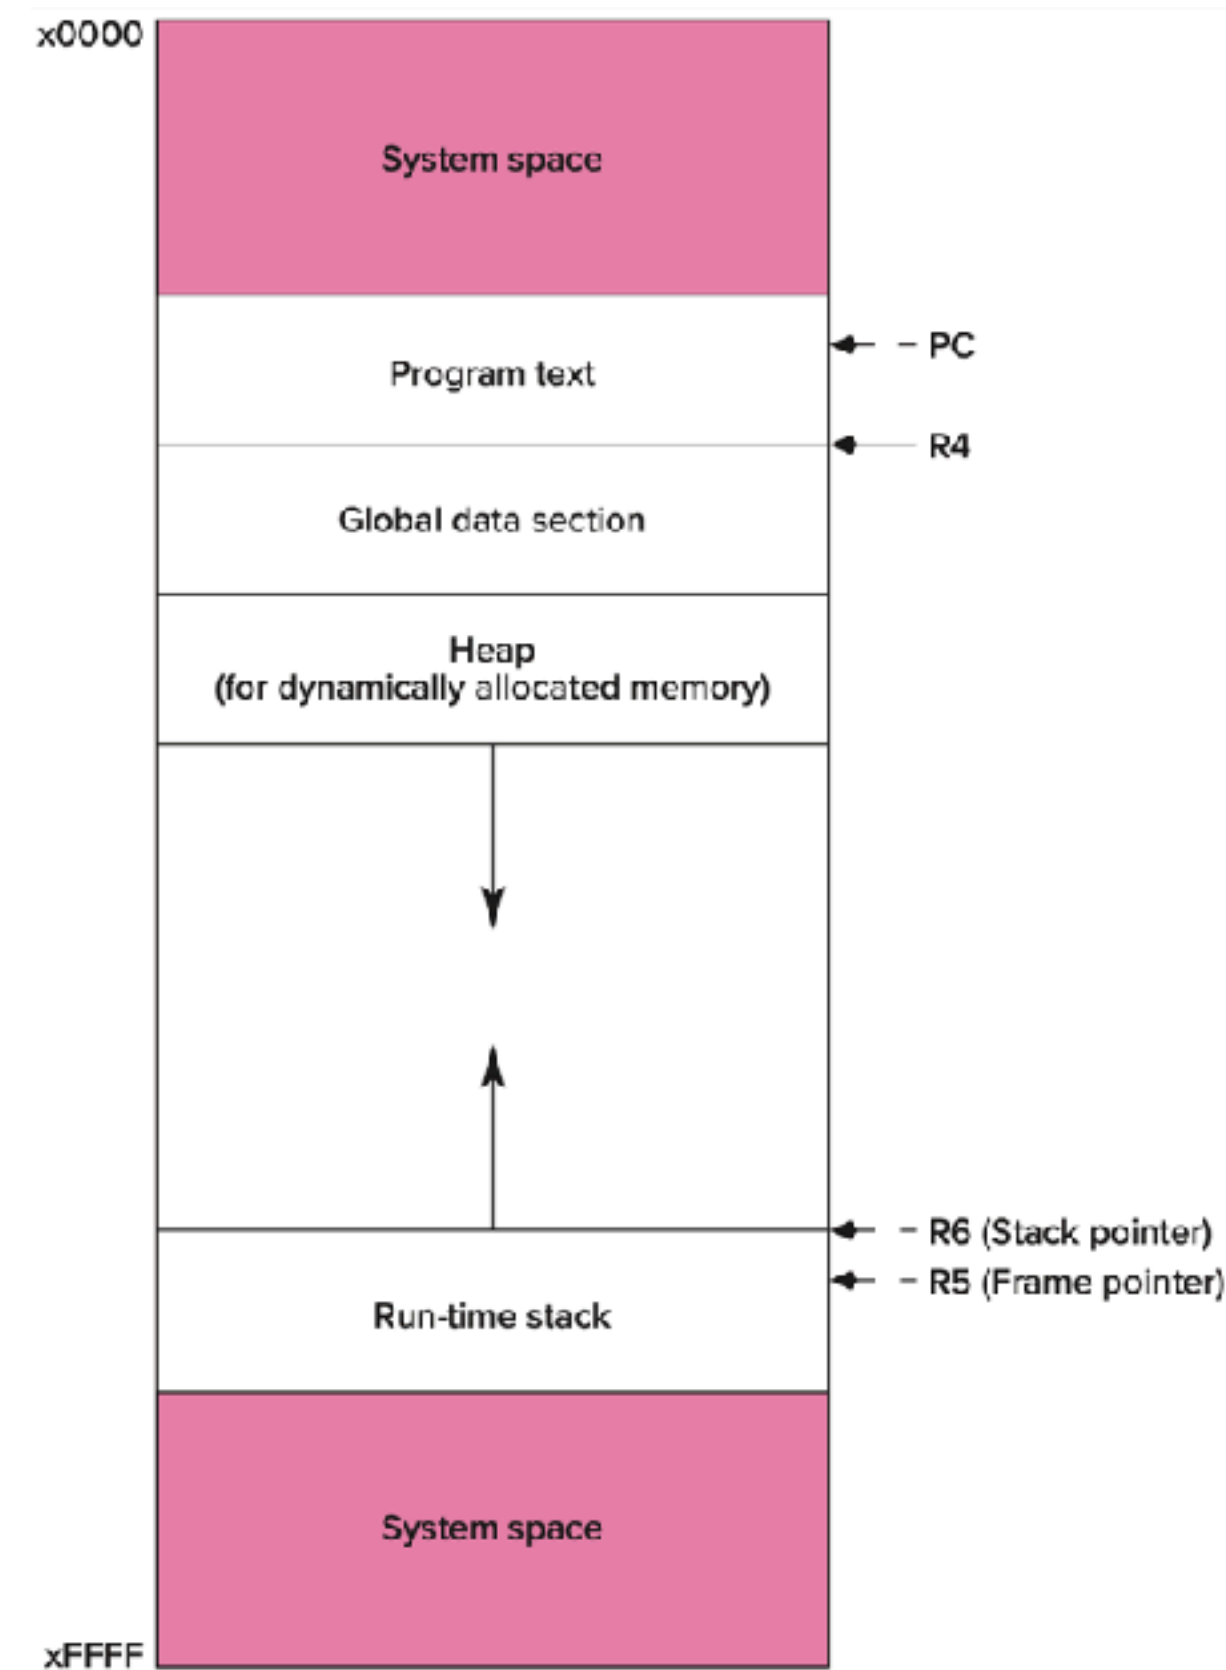 x0000
System space
PC
Program text
R4
Global data section
Heap
(for dynamically allocated memory)
R6 (Stack pointer)
R5 (Frame pointer)
Run-time stack
System space
xFFFF